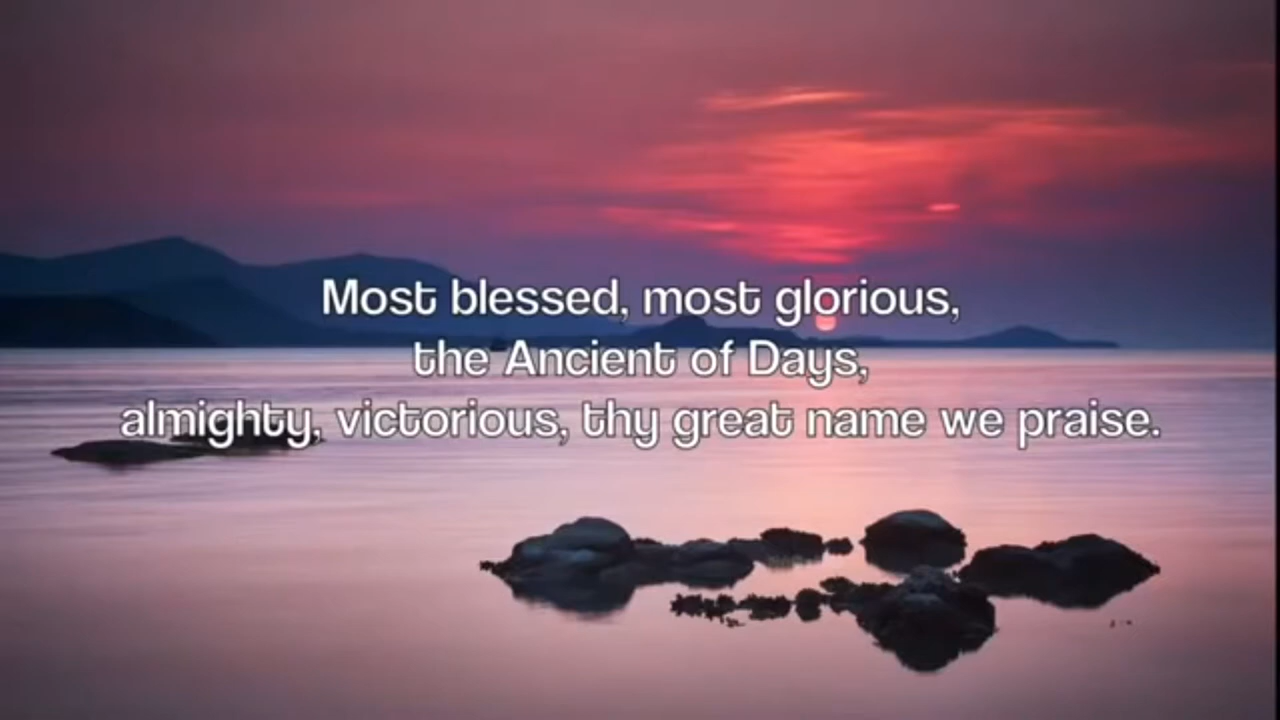 Most blessed, most glorious,
the Ancient of Days,
almighty, victorious, thy great name we praise.